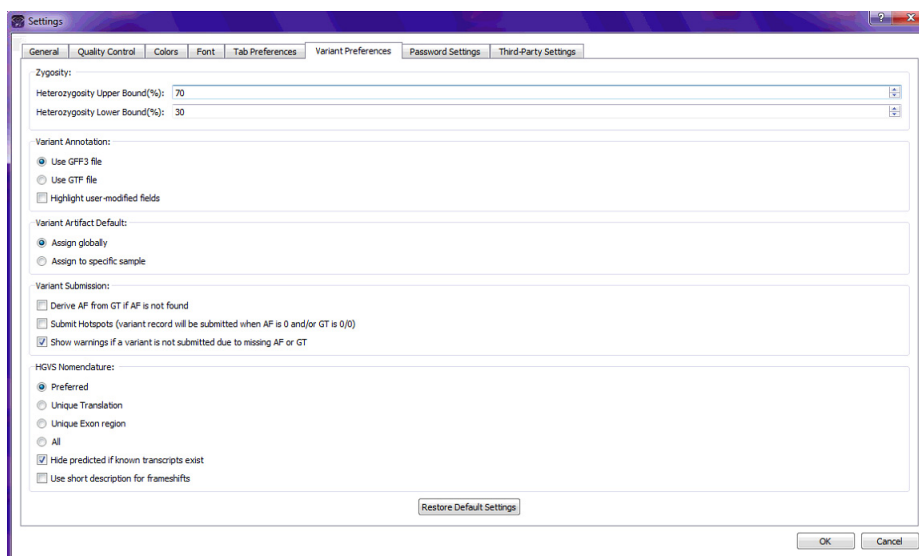 Settings
General Quality Control Colors Font Tab Preferences Variant Preferences Password Settings Third-Party Settings
Zygosity:
Heterozygosity Upper Bound(%): 70
Heterozygosity Lower Bound(%): 30
Variant Annotation:
Use GFF3 file
Use GTF file
Highlight user-modified fields
Variant Artifact Default:
Assign globally
Assign to specific sample
Variant Submission:
Derive AF from GT if AF is not found
Submit Hotspots (variant record will be submitted when AF is 0 and/or GT is 0/0)
Show warnings if a variant is not submitted due to missing AF or GT
HGVS Nomenclature:
Preferred
Unique Translation
Unique Exon region
All
Hide predicted if known transcripts exist
Use short description for frameshifts
Restore Default Settings
OK Cancel